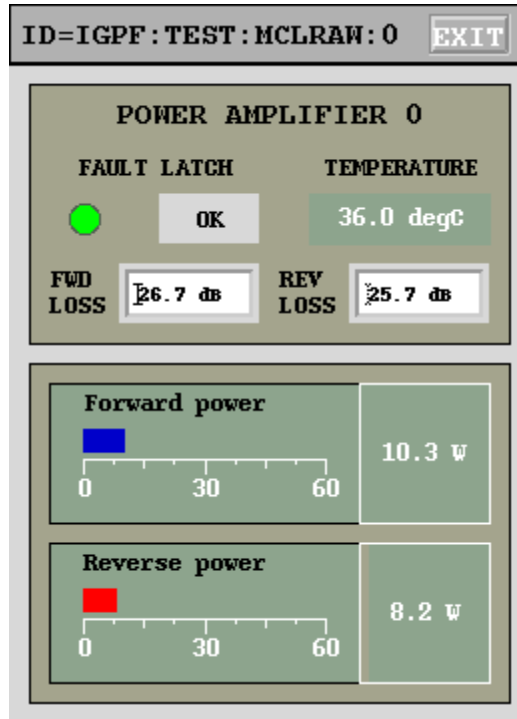 ID=IGPF:TEST:MCLRAW:0 EXIT
POWER AMPLIFIER 0
FAULT LATCH TEMPERATURE
OK 36.0 degC
FWD LOSS 26.7 dB REV LOSS 25.7 dB
Forward power
10.3 W
0 30 60
Reverse power
8.2 W
0 30 60